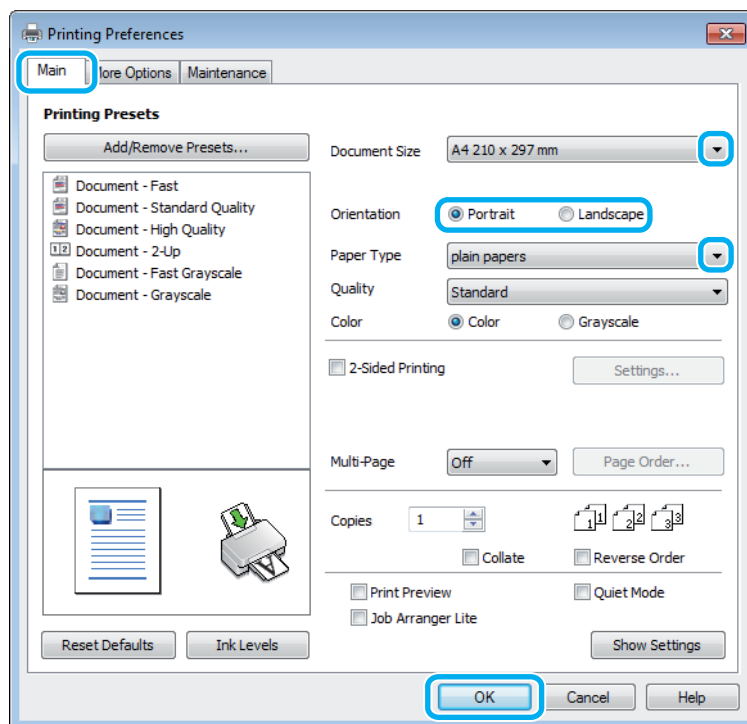 Printing Preferences
Main
More Options
Maintenance
Printing Presets
Add/Remove Presets...
Document - Fast
Document - Standard Quality
Document - High Quality
1 2 Document - 2-Up
Document - Fast Grayscale
Document - Grayscale
Reset Defaults
Ink Levels
Document Size A4 210 x 297 mm
Orientation Portrait Landscape
Paper Type plain papers
Quality Standard
Color Color Grayscale
2-Sided Printing Settings...
Multi-Page Off Page Order...
Copies 1 1 1 2 2 3 3
Collate Reverse Order
Print Preview Quiet Mode
Job Arranger Lite
Show Settings
OK Cancel Help